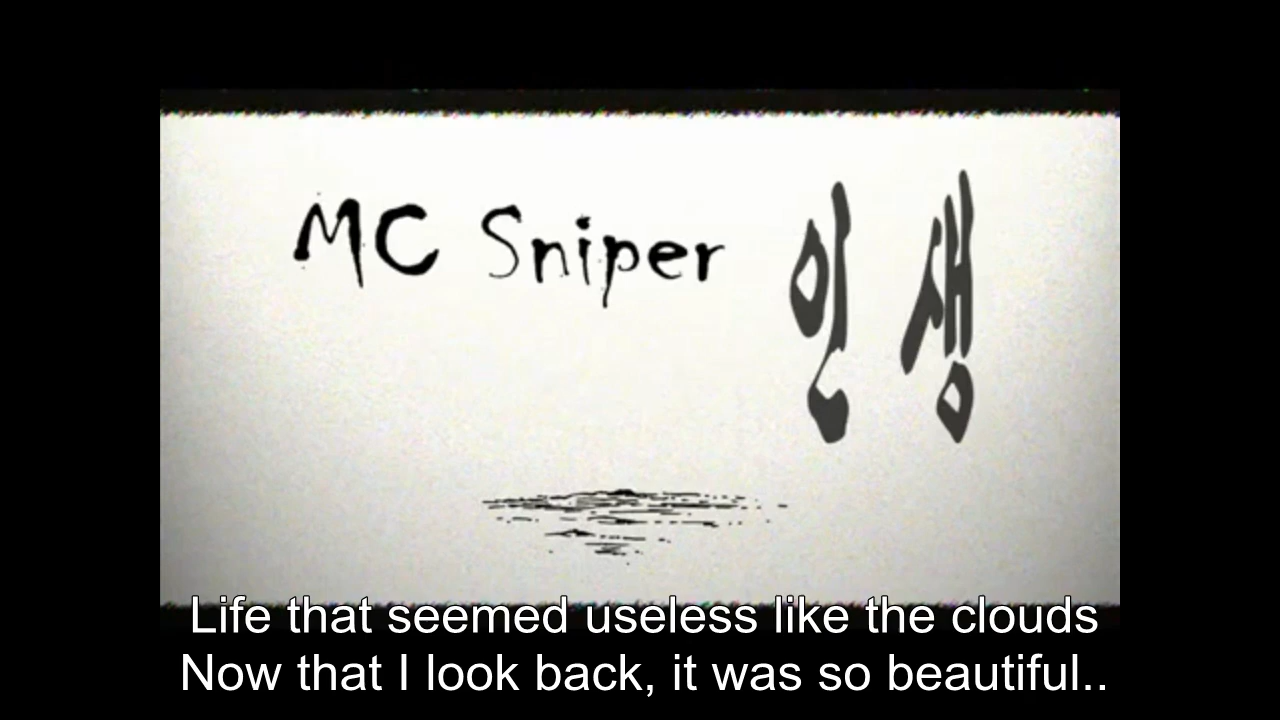 MC Sniper 인생
Life that seemed useless like the clouds
Now that I look back, it was so beautiful..